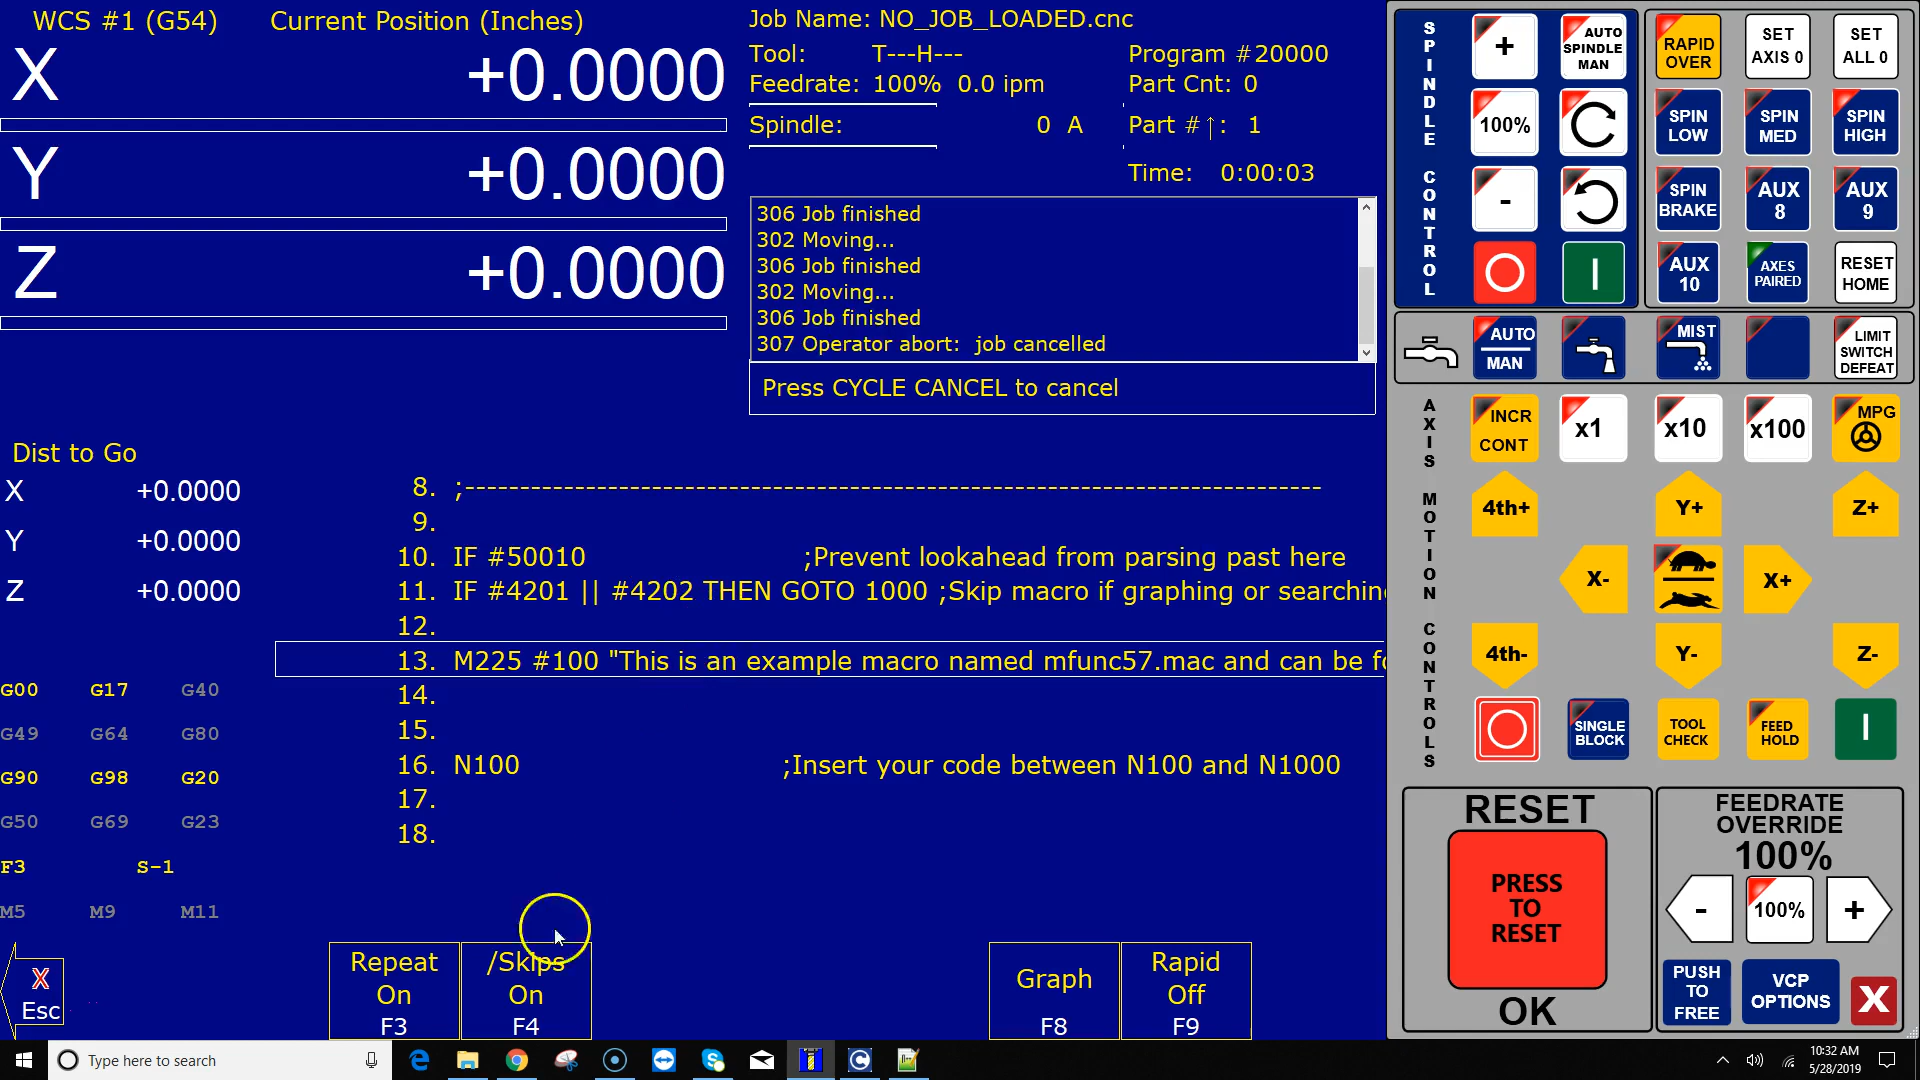 WCS #1 (G54)
Current Position (Inches)
X +0.0000
Y +0.0000
Z +0.0000
Job Name: NO_JOB_LOADED.cnc
Tool: T---H---
Program #20000
Feedrate: 100% 0.0 ipm
Part Cnt: 0
Spindle: 0 A
Part #↑: 1
Time: 0:00:03
306 Job finished
302 Moving...
306 Job finished
302 Moving...
306 Job finished
307 Operator abort: job cancelled
Press CYCLE CANCEL to cancel
Dist to Go
X +0.0000
Y +0.0000
Z +0.0000
8. ;------------------------------------------------------------------------------
9.
10. IF #50010 ;Prevent lookahead from parsing past here
11. IF #4201 || #4202 THEN GOTO 1000 ;Skip macro if graphing or searchin
12.
13. M225 #100 "This is an example macro named mfunc57.mac and can be fo
14.
15.
16. N100 ;Insert your code between N100 and N1000
17.
18.
G00 G17 G40
G49 G64 G80
G90 G98 G20
G50 G69 G23
F3 S-1
M5 M9 M11
X
Esc
Repeat
On
F3
/Skips
On
F4
Graph
F8
Rapid
Off
F9
SPINDLE CONTROL
+
AUTO
SPINDLE
MAN
100%
-
RAPID
OVER
SET
AXIS 0
SET
ALL 0
SPIN
LOW
SPIN
MED
SPIN
HIGH
SPIN
BRAKE
AUX
8
AUX
9
AUX
10
AXES
PAIRED
RESET
HOME
AUTO
MAN
MIST
LIMIT
SWITCH
DEFEAT
AXIS MOTION CONTROLS
INCR
CONT
x1
x10
x100
MPG
4th+
Y+
Z+
X-
X+
4th-
Y-
Z-
SINGLE
BLOCK
TOOL
CHECK
FEED
HOLD
RESET
PRESS
TO
RESET
OK
FEEDRATE
OVERRIDE
100%
-
100%
+
PUSH
TO
FREE
VCP
OPTIONS
X
Type here to search
10:32 AM
5/28/2019